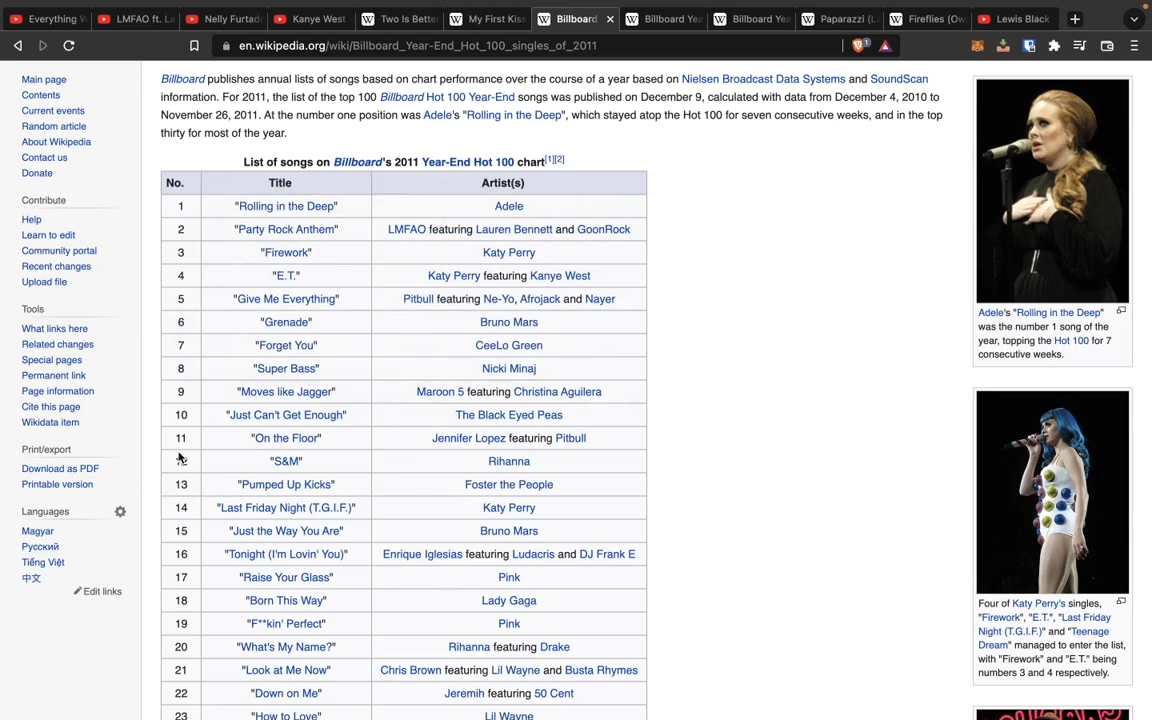 Everything W
LMFAO ft. La
Nelly Furtad
Kanye West
Two Is Bette
My First Kis
Billboard
Billboard Yea
Billboard Yea
Paparazzi (L
Fireflies (Ow
Lewis Black
en.wikipedia.org/wiki/Billboard_Year-End_Hot_100_singles_of_2011
1
Main page
Contents
Current events
Random article
About Wikipedia
Contact us
Donate
Contribute
Help
Learn to edit
Community portal
Recent changes
Upload file
Tools
What links here
Related changes
Special pages
Permanent link
Page information
Cite this page
Wikidata item
Print/export
Download as PDF
Printable version
Languages
Magyar
Русский
Tiếng Việt
中文
Edit links
Billboard publishes annual lists of songs based on chart performance over the course of a year based on Nielsen Broadcast Data Systems and SoundScan
information. For 2011, the list of the top 100 Billboard Hot 100 Year-End songs was published on December 9, calculated with data from December 4, 2010 to
November 26, 2011. At the number one position was Adele's "Rolling in the Deep", which stayed atop the Hot 100 for seven consecutive weeks, and in the top
thirty for most of the year.
List of songs on Billboard's 2011 Year-End Hot 100 chart[1][2]
No. Title Artist(s)
1 "Rolling in the Deep" Adele
2 "Party Rock Anthem" LMFAO featuring Lauren Bennett and GoonRock
3 "Firework" Katy Perry
4 "E.T." Katy Perry featuring Kanye West
5 "Give Me Everything" Pitbull featuring Ne-Yo, Afrojack and Nayer
6 "Grenade" Bruno Mars
7 "Forget You" CeeLo Green
8 "Super Bass" Nicki Minaj
9 "Moves like Jagger" Maroon 5 featuring Christina Aguilera
10 "Just Can't Get Enough" The Black Eyed Peas
11 "On the Floor" Jennifer Lopez featuring Pitbull
12 "S&M" Rihanna
13 "Pumped Up Kicks" Foster the People
14 "Last Friday Night (T.G.I.F.)" Katy Perry
15 "Just the Way You Are" Bruno Mars
16 "Tonight (I'm Lovin' You)" Enrique Iglesias featuring Ludacris and DJ Frank E
17 "Raise Your Glass" Pink
18 "Born This Way" Lady Gaga
19 "F**kin' Perfect" Pink
20 "What's My Name?" Rihanna featuring Drake
21 "Look at Me Now" Chris Brown featuring Lil Wayne and Busta Rhymes
22 "Down on Me" Jeremih featuring 50 Cent
23 "How to Love" Lil Wayne
Adele's "Rolling in the Deep"
was the number 1 song of the
year, topping the Hot 100 for 7
consecutive weeks.
Four of Katy Perry's singles,
"Firework", "E.T.", "Last Friday
Night (T.G.I.F.)" and "Teenage
Dream" managed to enter the list,
with "Firework" and "E.T." being
numbers 3 and 4 respectively.